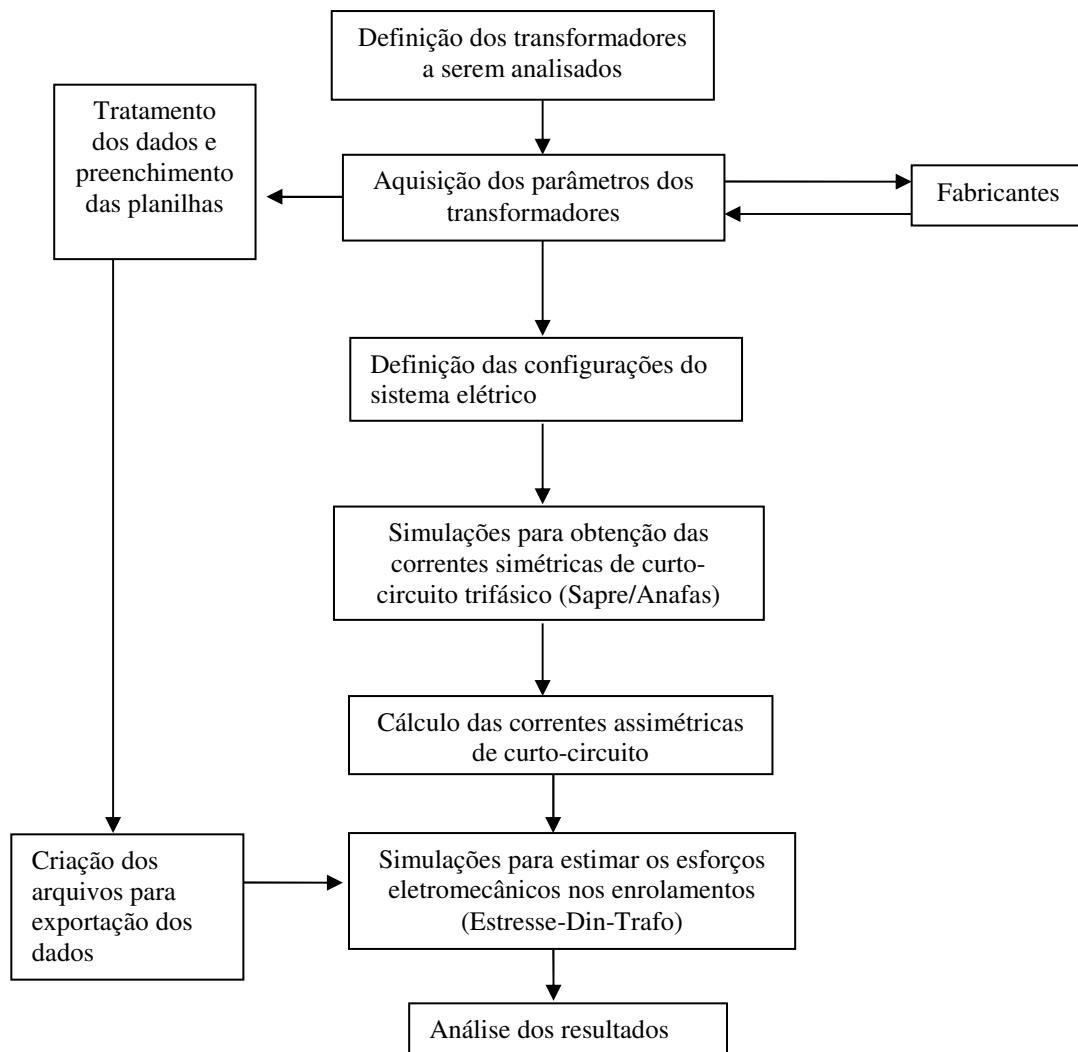 Definição dos transformadores
a serem analisados
Tratamento
dos dados e
preenchimento
das planilhas
Aquisição dos parâmetros dos
transformadores
Fabricantes
Definição das configurações do
sistema elétrico
Simulações para obtenção das
correntes simétricas de curto-
circuito trifásico (Sapre/Anafas)
Cálculo das correntes assimétricas
de curto-circuito
Criação dos
arquivos para
exportação dos
dados
Simulações para estimar os esforços
eletromecânicos nos enrolamentos
(Estresse-Din-Trafo)
Análise dos resultados